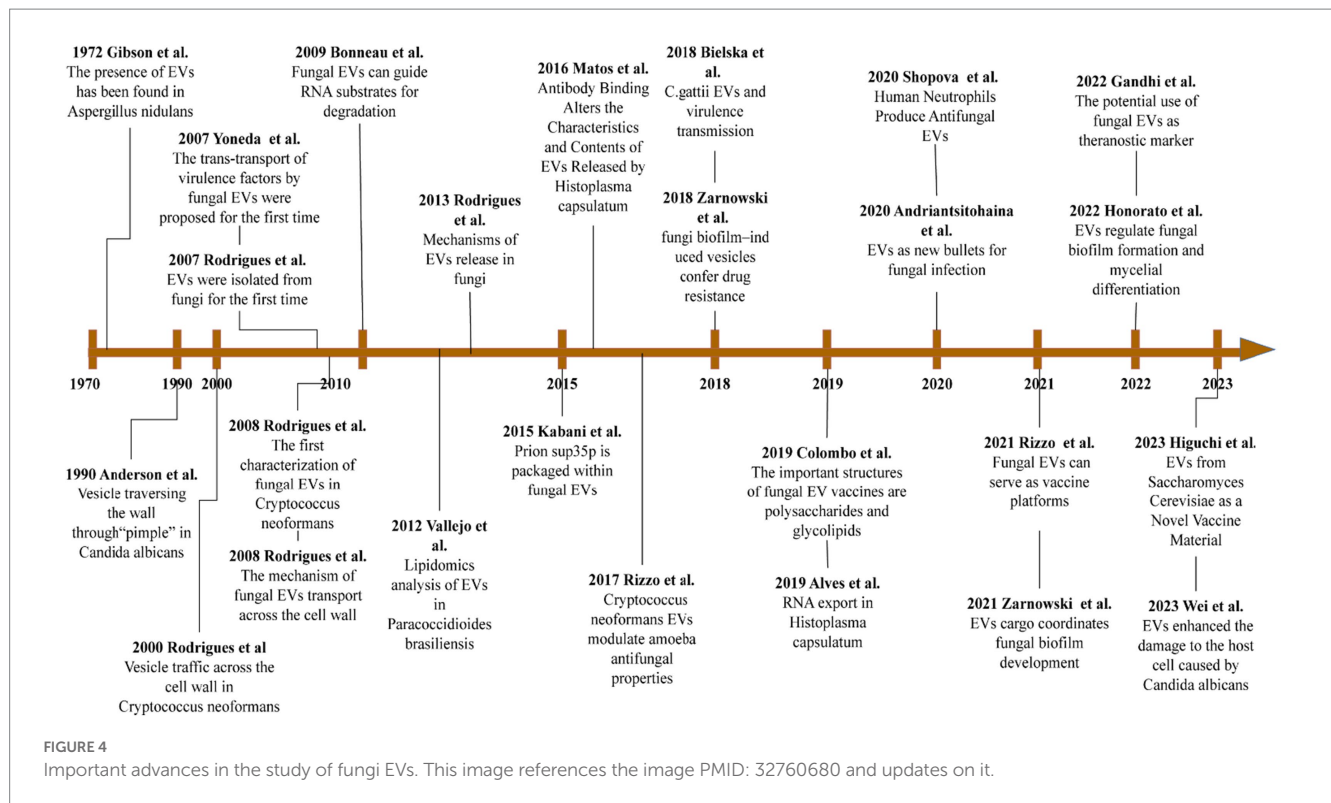 1972 Gibson et al.
The presence of EVs
has been found in
Aspergillus nidulans
2007 Yoneda et al.
The trans-transport of
virulence factors by
fungal EVs were
proposed for the first time
2007 Rodrigues et al.
EVs were isolated from
fungi for the first time
2009 Bonneau et al.
Fungal EVs can guide
RNA substrates for
degradation
2013 Rodrigues
et al.
Mechanisms of
EVs release in
fungi
2016 Matos et al.
Antibody Binding
Alters the
Characteristics
and Contents of
EVs Released by
Histoplasma
capsulatum
2018 Bielska et
al.
C.gattii EVs and
virulence
transmission
2018 Zarnowski
et al.
fungi biofilm–ind
uced vesicles
confer drug
resistance
2020 Shopova et al.
Human Neutrophils
Produce Antifungal
EVs
2020 Andriantsitohaina
et al.
EVs as new bullets for
fungal infection
2022 Gandhi et al.
The potential use of
fungal EVs as
theranostic marker
2022 Honorato et al.
EVs regulate fungal
biofilm formation and
mycelial
differentiation
1970
1990
2000
2010
2015
2018
2019
2020
2021
2022
2023
1990 Anderson et al.
Vesicle traversing
the wall
through“pimple” in
Candida albicans
2000 Rodrigues et al
Vesicle traffic across the
cell wall in
Cryptococcus neoformans
2008 Rodrigues et al.
The first
characterization of
fungal EVs in
Cryptococcus
neoformans
2008 Rodrigues et al.
The mechanism of
fungal EVs transport
across the cell wall
2012 Vallejo et
al.
Lipidomics
analysis of EVs
in
Paracoccidioides
brasiliensis
2015 Kabani et al.
Prion sup35p is
packaged within
fungal EVs
2017 Rizzo et al.
Cryptococcus
neoformans EVs
modulate amoeba
antifungal
properties
2019 Colombo et al.
The important structures
of fungal EV vaccines are
polysaccharides and
glycolipids
2019 Alves et al.
RNA export in
Histoplasma
capsulatum
2021 Rizzo et al.
Fungal EVs can
serve as vaccine
platforms
2021 Zarnowski et al.
EVs cargo coordinates
fungal biofilm
development
2023 Higuchi et al.
EVs from
Saccharomyces
Cerevisiae as a
Novel Vaccine
Material
2023 Wei et al.
EVs enhanced the
damage to the host
cell caused by
Candida albicans
FIGURE 4
Important advances in the study of fungi EVs. This image references the image PMID: 32760680 and updates on it.